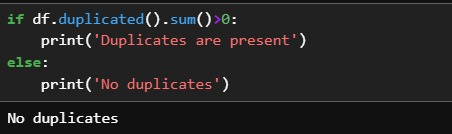 if df.duplicated().sum()>0:
    print('Duplicates are present')
else:
    print('No duplicates')
No duplicates